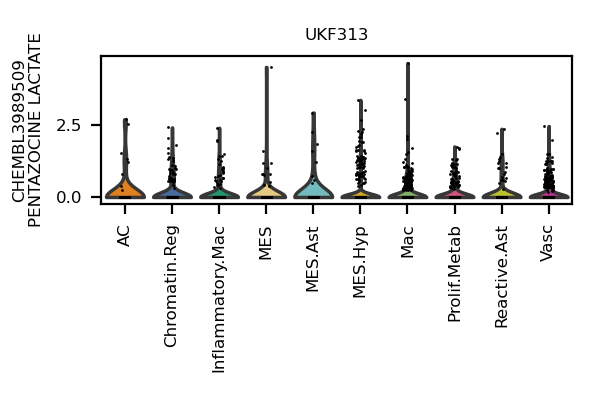 UKF313
CHEMBL3989509
PENTAZOCINE LACTATE
2.5
0.0
AC
Chromatin.Reg
Inflammatory.Mac
MES
MES.Ast
MES.Hyp
Mac
Prolif.Metab
Reactive.Ast
Vasc